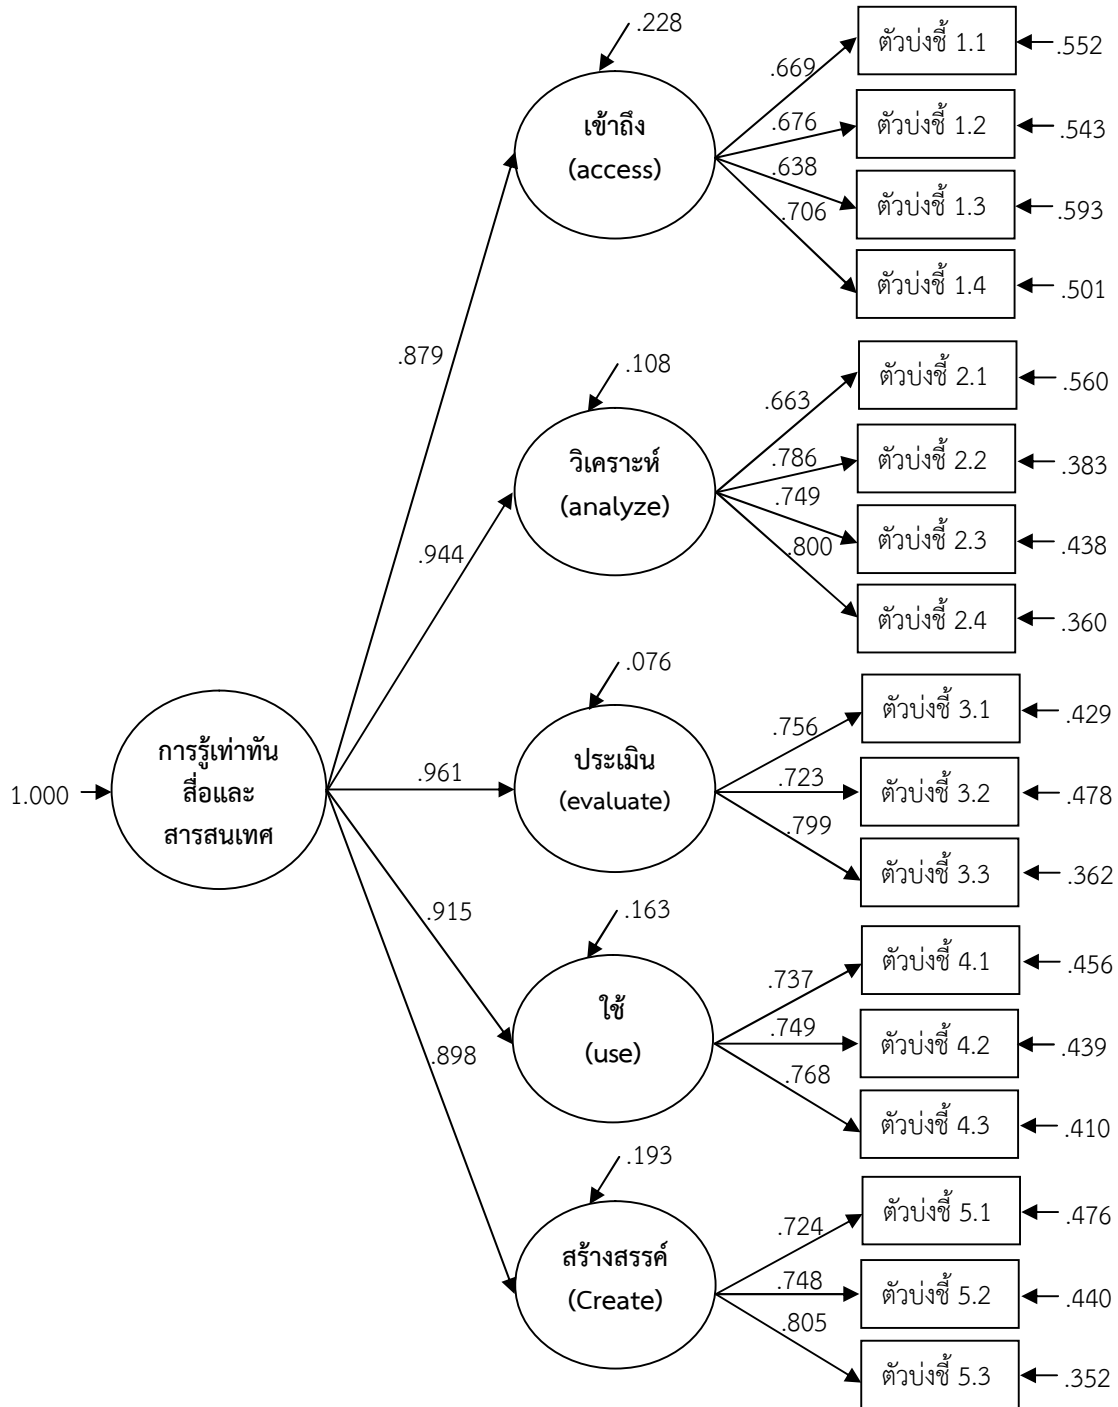 .228
เข้าถึง
(access)
.669
.676
.638
.706
ตัวบ่งชี้ 1.1
.552
ตัวบ่งชี้ 1.2
.543
ตัวบ่งชี้ 1.3
.593
ตัวบ่งชี้ 1.4
.501
.879
.108
วิเคราะห์
(analyze)
.663
.786
.749
.800
ตัวบ่งชี้ 2.1
.560
ตัวบ่งชี้ 2.2
.383
ตัวบ่งชี้ 2.3
.438
ตัวบ่งชี้ 2.4
.360
.944
1.000
การรู้เท่าทัน
สื่อและ
สารสนเทศ
.961
.076
ประเมิน
(evaluate)
.756
.723
.799
ตัวบ่งชี้ 3.1
.429
ตัวบ่งชี้ 3.2
.478
ตัวบ่งชี้ 3.3
.362
.915
.163
ใช้
(use)
.737
.749
.768
ตัวบ่งชี้ 4.1
.456
ตัวบ่งชี้ 4.2
.439
ตัวบ่งชี้ 4.3
.410
.898
.193
สร้างสรรค์
(Create)
.724
.748
.805
ตัวบ่งชี้ 5.1
.476
ตัวบ่งชี้ 5.2
.440
ตัวบ่งชี้ 5.3
.352